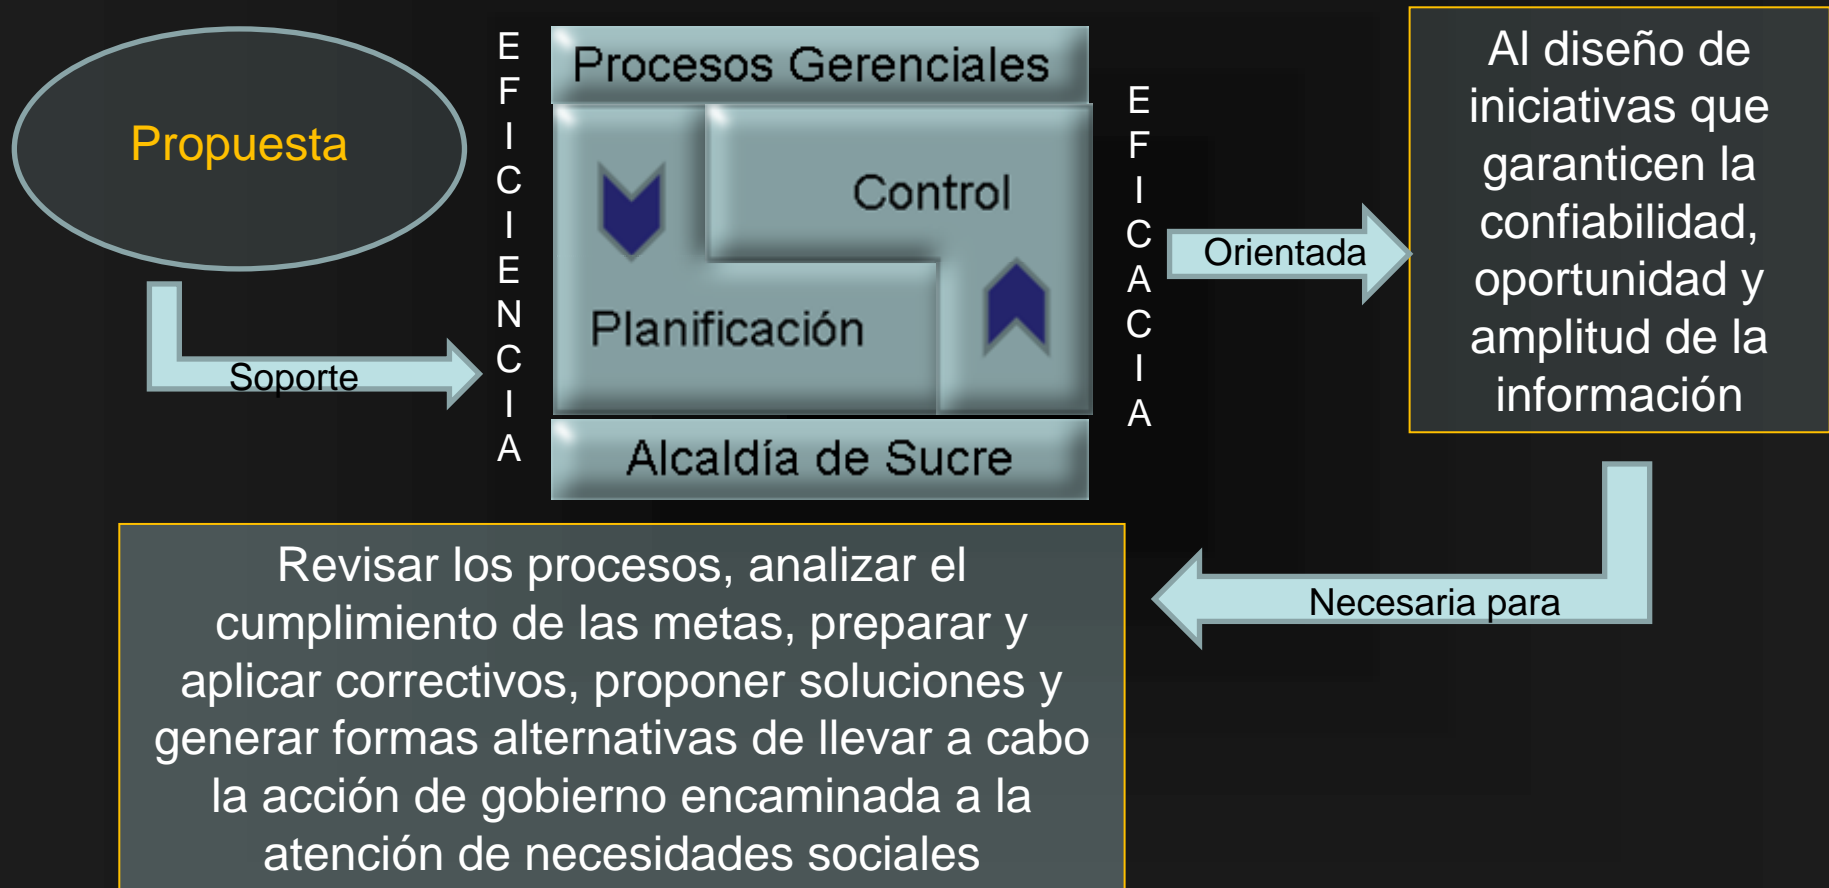 Propuesta
Soporte
EFICIENCIA
Procesos Gerenciales
Control
Planificación
Alcaldía de Sucre
EFICACIA
Orientada
Al diseño de
iniciativas que
garanticen la
confiabilidad,
oportunidad y
amplitud de la
información
Necesaria para
Revisar los procesos, analizar el
cumplimiento de las metas, preparar y
aplicar correctivos, proponer soluciones y
generar formas alternativas de llevar a cabo
la acción de gobierno encaminada a la
atención de necesidades sociales